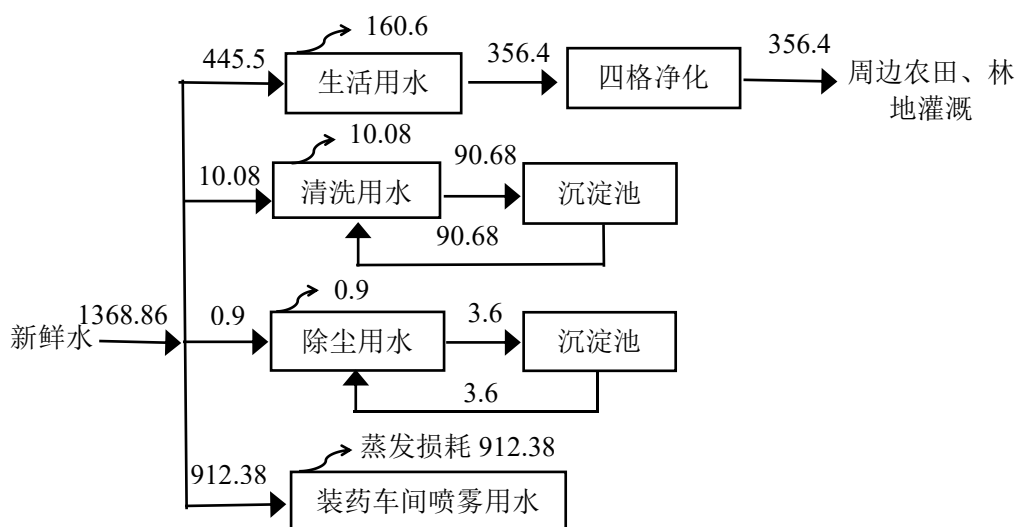 160.6
445.5
生活用水
356.4
四格净化
356.4
周边农田、林
地灌溉
10.08
10.08
清洗用水
90.68
沉淀池
90.68
0.9
新鲜水
1368.86
0.9
除尘用水
3.6
沉淀池
3.6
蒸发损耗 912.38
912.38
装药车间喷雾用水